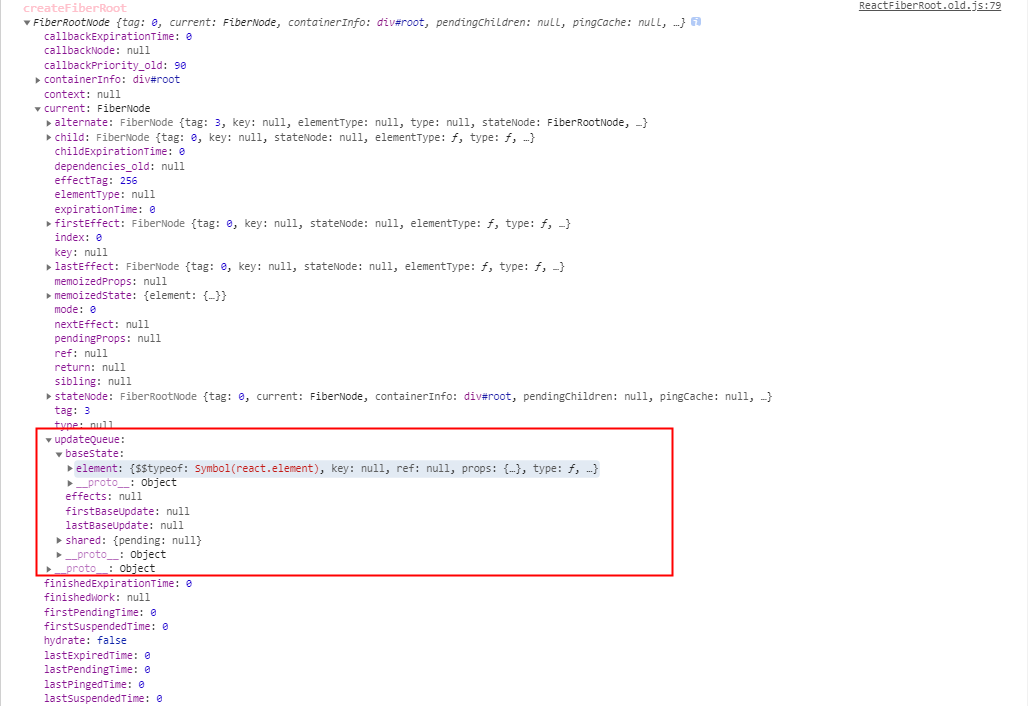 createFiberRoot
ReactFiberRoot.old.js:79
▼FiberRootNode {tag: 0, current: FiberNode, containerInfo: div#root, pendingChildren: null, pingCache: null, …} i
callbackExpirationTime: 0
callbackNode: null
callbackPriority_old: 90
▶containerInfo: div#root
context: null
▼current: FiberNode
▶alternate: FiberNode {tag: 3, key: null, elementType: null, type: null, stateNode: FiberRootNode, …}
▶child: FiberNode {tag: 0, key: null, stateNode: null, elementType: ƒ, type: ƒ, …}
childExpirationTime: 0
dependencies_old: null
effectTag: 256
elementType: null
expirationTime: 0
▶firstEffect: FiberNode {tag: 0, key: null, stateNode: null, elementType: ƒ, type: ƒ, …}
index: 0
key: null
▶lastEffect: FiberNode {tag: 0, key: null, stateNode: null, elementType: ƒ, type: ƒ, …}
memoizedProps: null
▶memoizedState: {element: {…}}
mode: 0
nextEffect: null
pendingProps: null
ref: null
return: null
sibling: null
▶stateNode: FiberRootNode {tag: 0, current: FiberNode, containerInfo: div#root, pendingChildren: null, pingCache: null, …}
tag: 3
type: null
▼updateQueue:
▼baseState:
▶element: {$$typeof: Symbol(react.element), key: null, ref: null, props: {…}, type: ƒ, …}
▶__proto__: Object
effects: null
firstBaseUpdate: null
lastBaseUpdate: null
▶shared: {pending: null}
▶__proto__: Object
▶__proto__: Object
finishedExpirationTime: 0
finishedWork: null
firstPendingTime: 0
firstSuspendedTime: 0
hydrate: false
lastExpiredTime: 0
lastPendingTime: 0
lastPingedTime: 0
lastSuspendedTime: 0